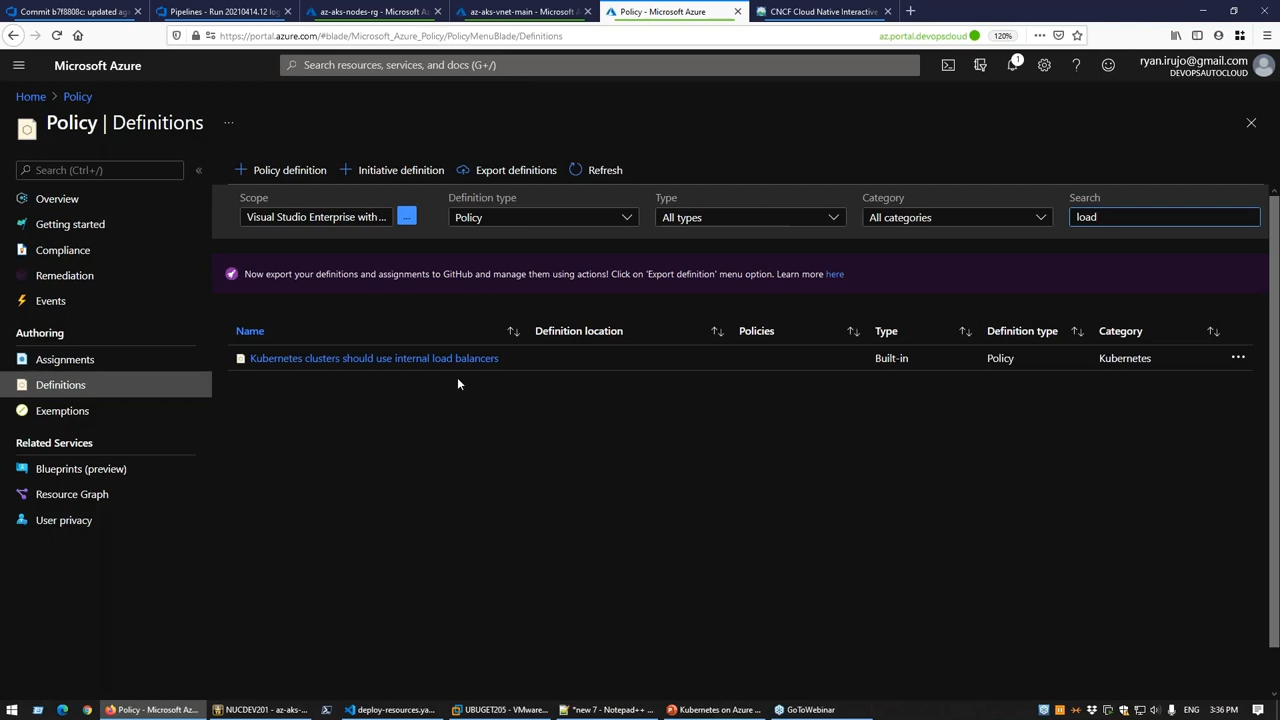 Commit b7f8808c: updated aga
Pipelines - Run 20210414.12 log
az-aks-nodes-rg - Microsoft Az
az-aks-vnet-main - Microsoft A
Policy - Microsoft Azure
CNCF Cloud Native Interactive
https://portal.azure.com/#blade/Microsoft_Azure_Policy/PolicyMenuBlade/Definitions
az.portal.devopscloud
120%
Microsoft Azure
Search resources, services, and docs (G+/)
1
ryan.irujo@gmail.com
DEVOPSAUTOCLOUD
Home > Policy
Policy | Definitions
...
Search (Ctrl+/)
«
Policy definition
Initiative definition
Export definitions
Refresh
Overview
Getting started
Compliance
Remediation
Events
Authoring
Assignments
Definitions
Exemptions
Related Services
Blueprints (preview)
Resource Graph
User privacy
Scope
Definition type
Type
Category
Search
Visual Studio Enterprise with ...
...
Policy
All types
All categories
load
Now export your definitions and assignments to GitHub and manage them using actions! Click on 'Export definition' menu option. Learn more here
Name
Definition location
Policies
Type
Definition type
Category
Kubernetes clusters should use internal load balancers
Built-in
Policy
Kubernetes
Policy - Microsoft Az...
NUCDEV201 - az-aks-...
deploy-resources.ya...
UBUGET205 - VMware...
*new 7 - Notepad++ ...
Kubernetes on Azure ...
GoToWebinar
ENG
3:36 PM